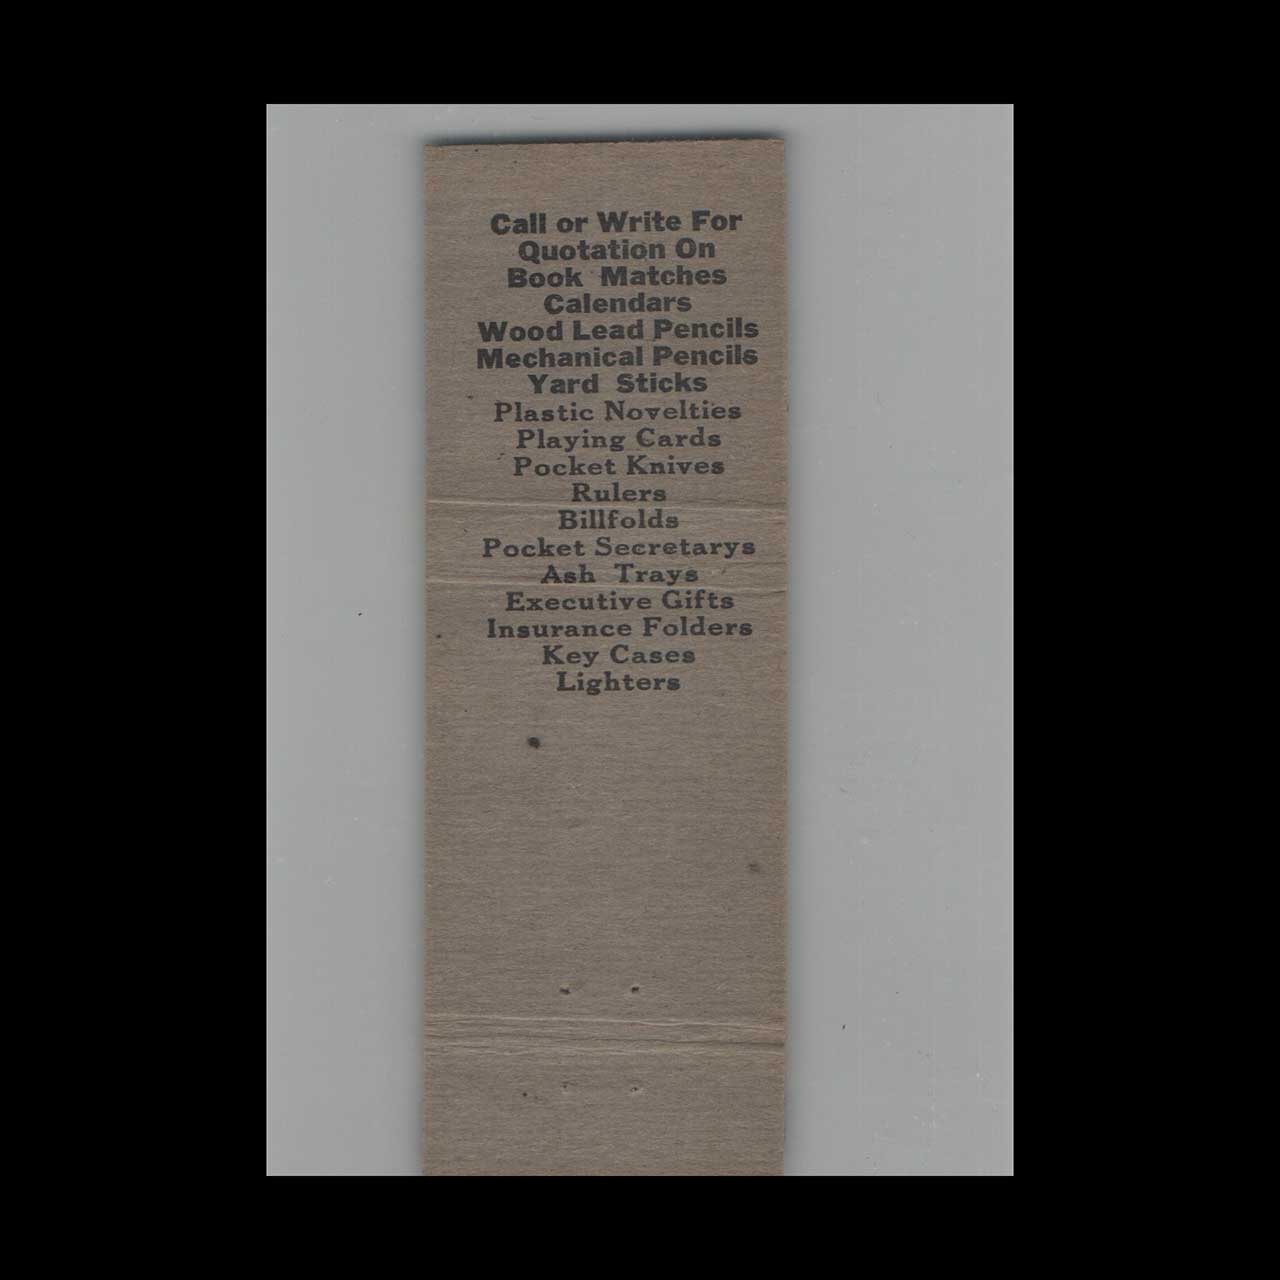 Call or Write For
Quotation On
Book Matches
Calendars
Wood Lead Pencils
Mechanical Pencils
Yard Sticks
Plastic Novelties
Playing Cards
Pocket Knives
Rulers
Billfolds
Pocket Secretarys
Ash Trays
Executive Gifts
Insurance Folders
Key Cases
Lighters